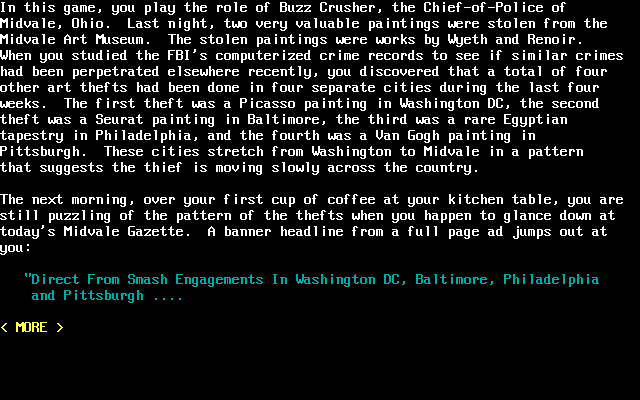 In this game, you play the role of Buzz Crusher, the Chief-of-Police of
Midvale, Ohio.  Last night, two very valuable paintings were stolen from the
Midvale Art Museum.  The stolen paintings were works by Wyeth and Renoir.
When you studied the FBI's computerized crime records to see if similar crimes
had been perpetrated elsewhere recently, you discovered that a total of four
other art thefts had been done in four separate cities during the last four
weeks.  The first theft was a Picasso painting in Washington DC, the second
theft was a Seurat painting in Baltimore, the third was a rare Egyptian
tapestry in Philadelphia, and the fourth was a Van Gogh painting in
Pittsburgh.  These cities stretch from Washington to Midvale in a pattern
that suggests the thief is moving slowly across the country.
The next morning, over your first cup of coffee at your kitchen table, you are
still puzzling of the pattern of the thefts when you happen to glance down at
today's Midvale Gazette.  A banner headline from a full page ad jumps out at
you:
"Direct From Smash Engagements In Washington DC, Baltimore, Philadelphia
and Pittsburgh ....
< MORE >